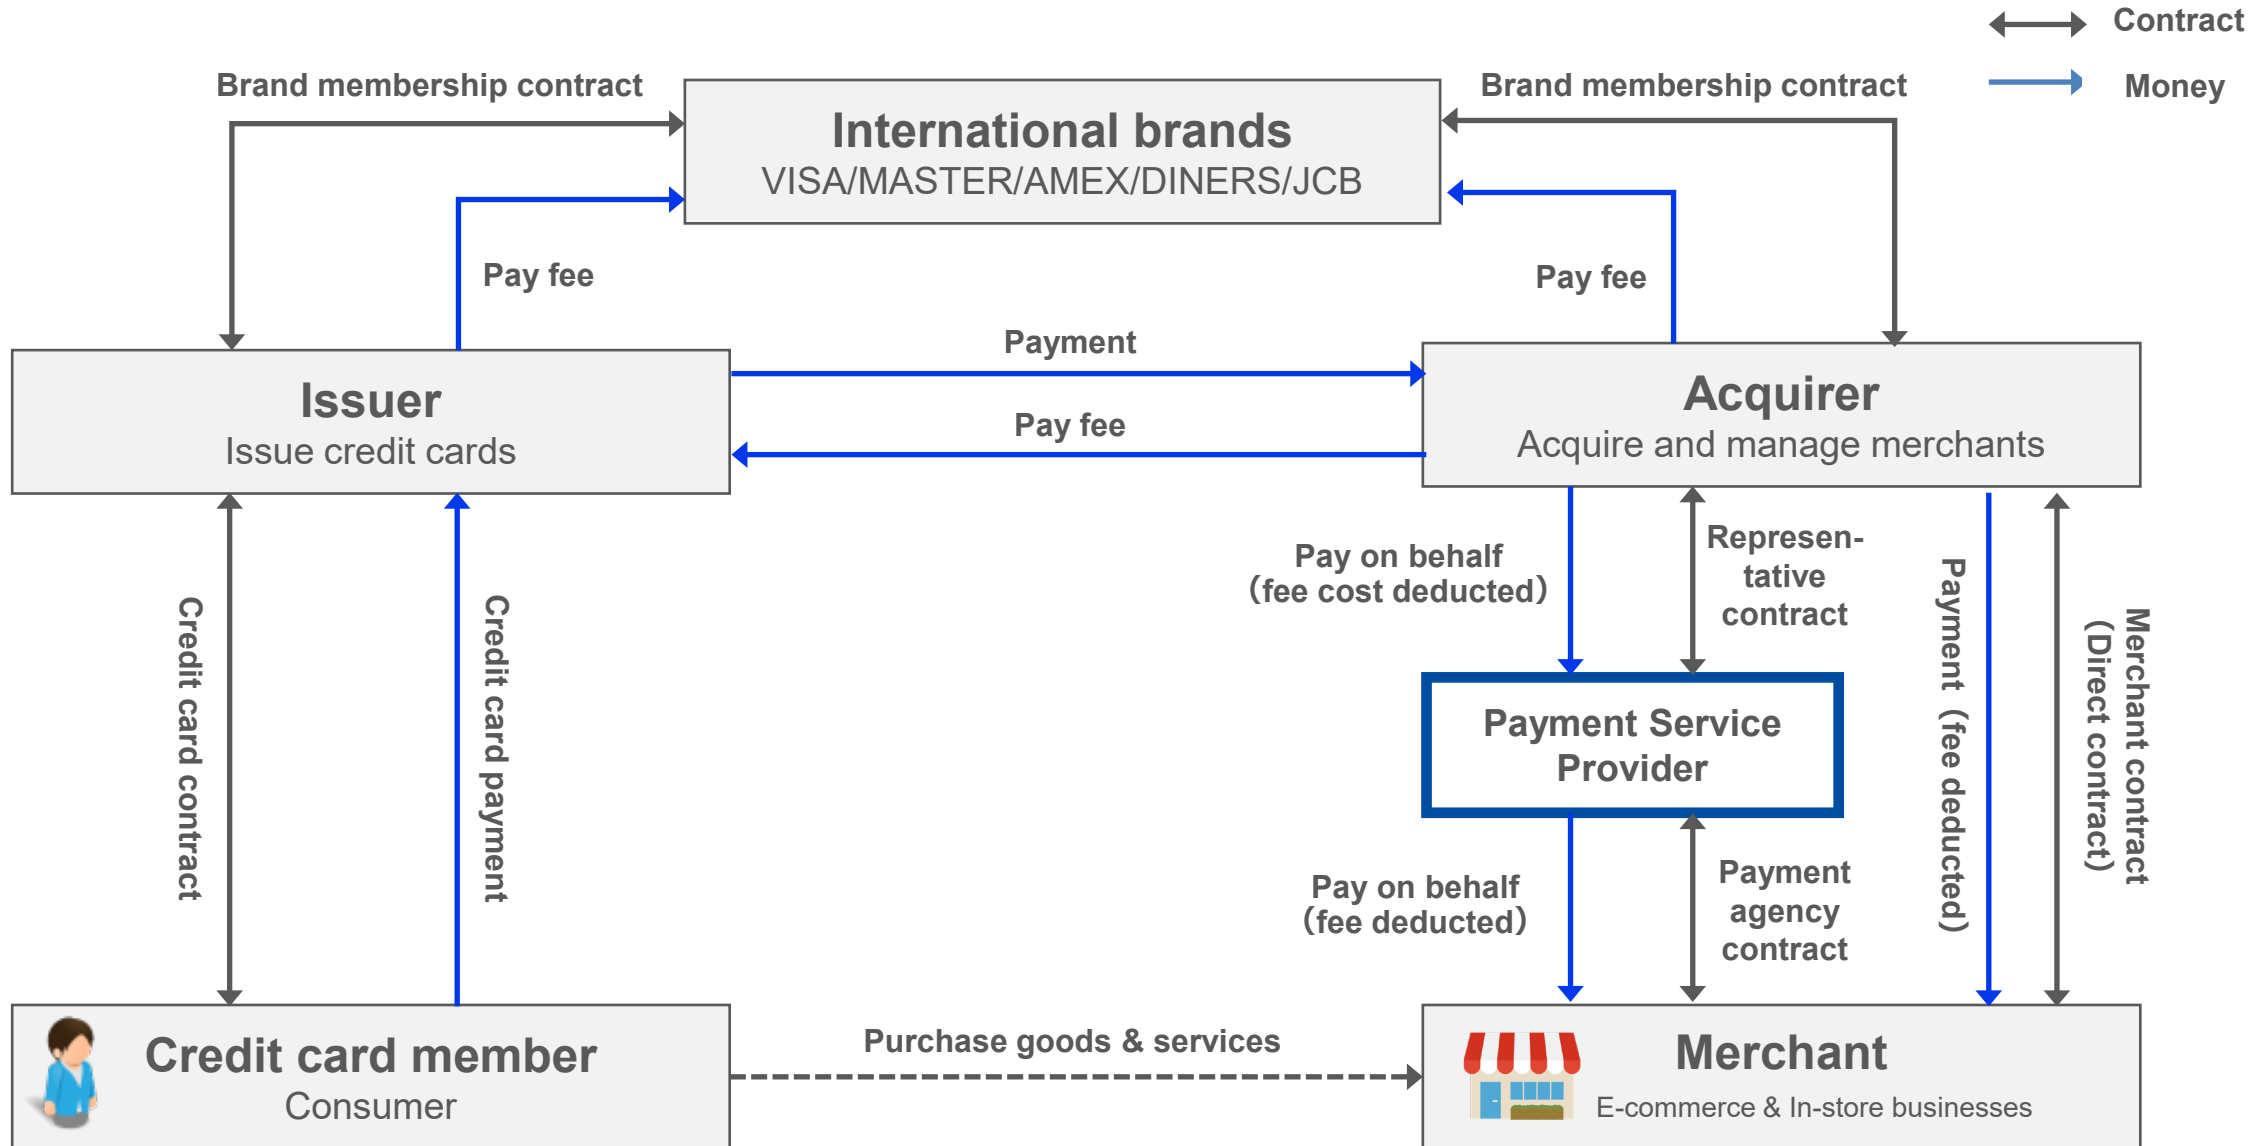 Contract
Money
Brand membership contract
Brand membership contract
International brands
VISA/MASTER/AMEX/DINERS/JCB
Pay fee
Pay fee
Payment
Issuer
Issue credit cards
Acquirer
Acquire and manage merchants
Pay fee
Pay on behalf
（fee cost deducted）
Represen-
tative
contract
Credit card contract
Credit card payment
Payment（fee deducted）
Merchant contract
（Direct contract）
Payment Service
Provider
Pay on behalf
（fee deducted）
Payment
agency
contract
Credit card member
Consumer
Purchase goods & services
Merchant
E-commerce & In-store businesses